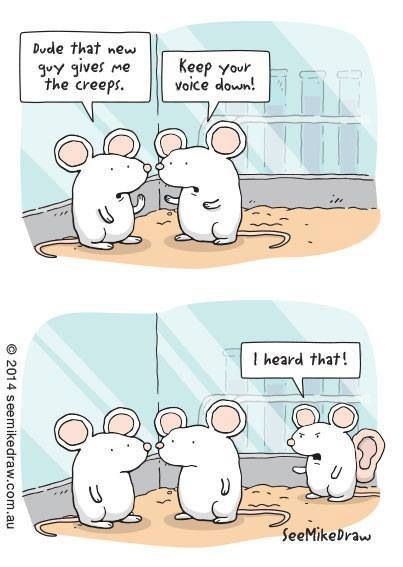 Dude that new
guy gives me
the creeps.
Keep your
voice down!
I heard that!
SeeMikeDraw
© 2014 seemikedraw.com.au